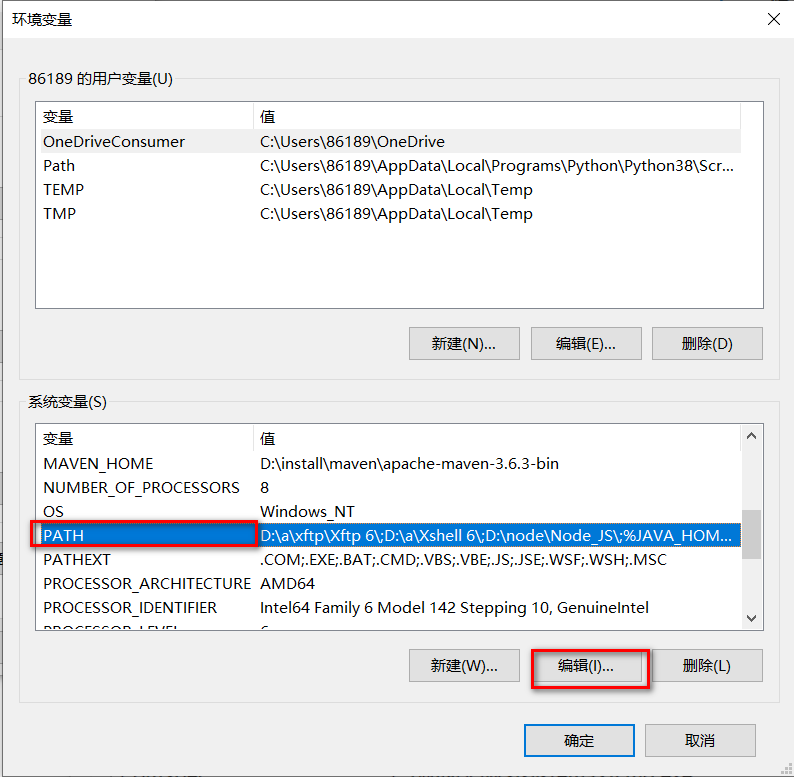 环境变量
86189 的用户变量(U)
变量 值
OneDriveConsumer C:\Users\86189\OneDrive
Path C:\Users\86189\AppData\Local\Programs\Python\Python38\Scr...
TEMP C:\Users\86189\AppData\Local\Temp
TMP C:\Users\86189\AppData\Local\Temp
新建(N)... 编辑(E)... 删除(D)
系统变量(S)
变量 值
MAVEN_HOME D:\install\maven\apache-maven-3.6.3-bin
NUMBER_OF_PROCESSORS 8
OS Windows_NT
PATH D:\a\xftp\Xftp 6\;D:\a\Xshell 6\;D:\node\Node_JS\;%JAVA_HOM...
PATHEXT .COM;.EXE;.BAT;.CMD;.VBS;.VBE;.JS;.JSE;.WSF;.WSH;.MSC
PROCESSOR_ARCHITECTURE AMD64
PROCESSOR_IDENTIFIER Intel64 Family 6 Model 142 Stepping 10, GenuineIntel
PROCESSOR_LEVEL 6
新建(W)... 编辑(I)... 删除(L)
确定 取消